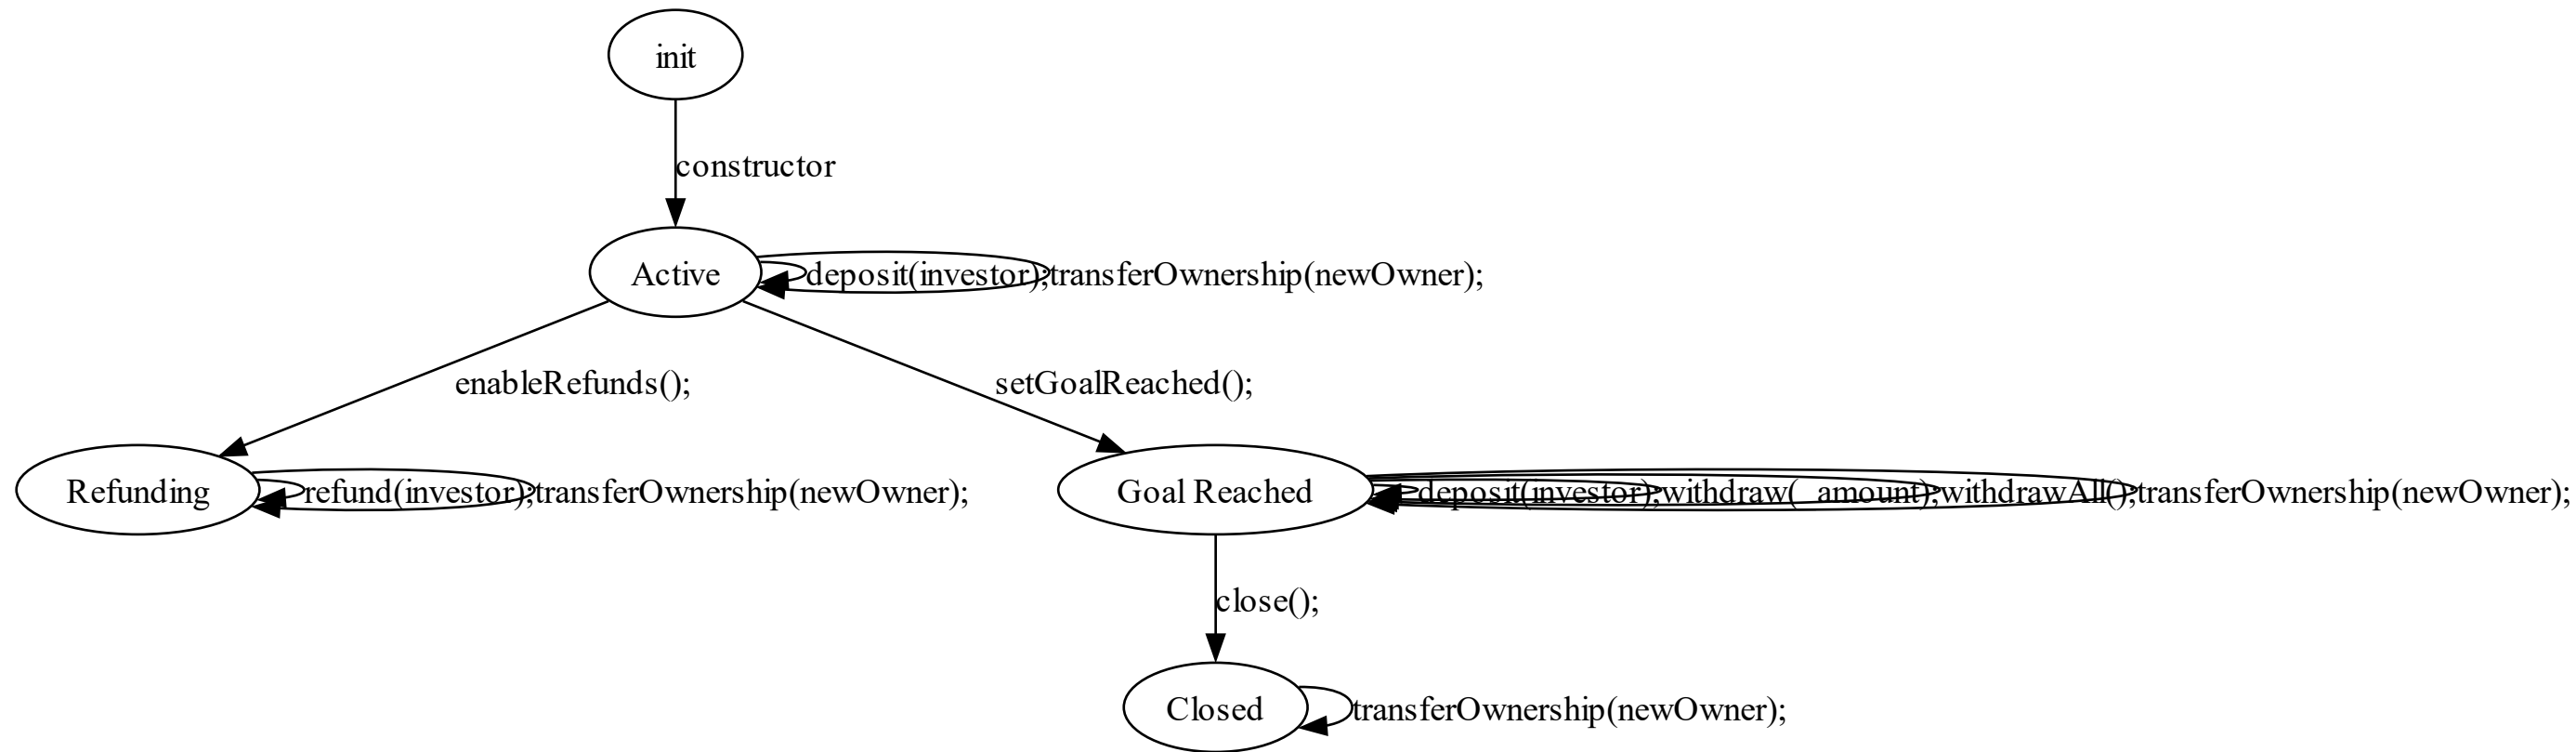 init
constructor
Active
deposit(investor);
transferOwnership(newOwner);
enableRefunds();
setGoalReached();
Refunding
refund(investor);
transferOwnership(newOwner);
Goal Reached
deposit(investor);
withdraw(_amount);
withdrawAll();
transferOwnership(newOwner);
close();
Closed
transferOwnership(newOwner);